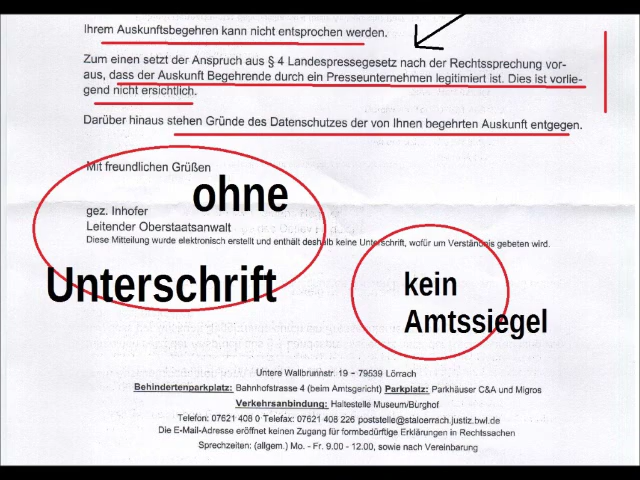 Ihrem Auskunftsbegehren kann nicht entsprochen werden.
Zum einen setzt der Anspruch aus § 4 Landespressegesetz nach der Rechtssprechung vor-
aus, dass der Auskunft Begehrende durch ein Presseunternehmen legitimiert ist. Dies ist vorlie-
gend nicht ersichtlich.
Darüber hinaus stehen Gründe des Datenschutzes der von Ihnen begehrten Auskunft entgegen.
Mit freundlichen Grüßen
ohne
gez. Inhofer
Leitender Oberstaatsanwalt
Diese Mitteilung wurde elektronisch erstellt und enthält deshalb keine Unterschrift, wofür um Verständnis gebeten wird.
Unterschrift
kein
Amtssiegel
Untere Wallbrunnstr. 19 - 79539 Lörrach
Behindertenparkplatz: Bahnhofstrasse 4 (beim Amtsgericht) Parkplatz: Parkhäuser C&A und Migros
Verkehrsanbindung: Haltestelle Museum/Burghof
Telefon: 07621 408 0 Telefax: 07621 408 226 poststelle@staloerrach.justiz.bwl.de
Die E-Mail-Adresse eröffnet keinen Zugang für formbedürftige Erklärungen in Rechtssachen
Sprechzeiten: (allgem.) Mo. - Fr. 9.00 - 12.00, sowie nach Vereinbarung